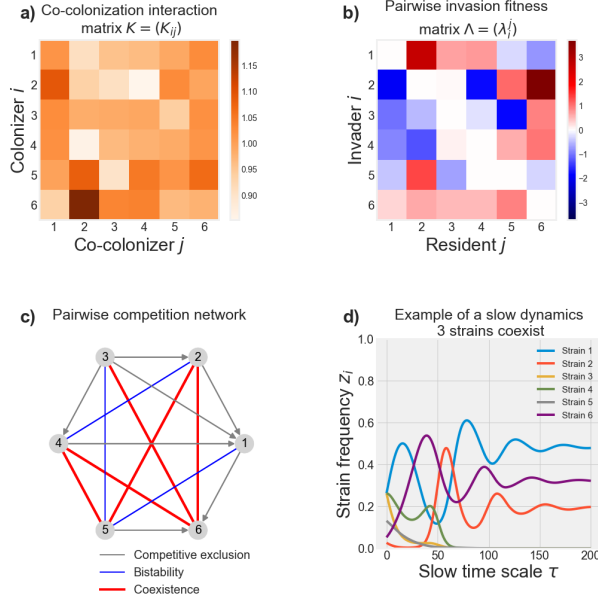 a) Co-colonization interaction
matrix K = (K_ij)
Colonizer i
1
2
3
4
5
6
1 2 3 4 5 6
Co-colonizer j
1.15
1.10
1.05
1.00
0.95
0.90
b) Pairwise invasion fitness
matrix Λ = (λ_i^j)
Invader i
1
2
3
4
5
6
1 2 3 4 5 6
Resident j
3
2
1
0
−1
−2
−3
c) Pairwise competition network
3 2
4 1
5 6
Competitive exclusion
Bistability
Coexistence
d) Example of a slow dynamics
3 strains coexist
Strain frequency z_i
1.0
0.8
0.6
0.4
0.2
0.0
Strain 1
Strain 2
Strain 3
Strain 4
Strain 5
Strain 6
0 50 100 150 200
Slow time scale τ